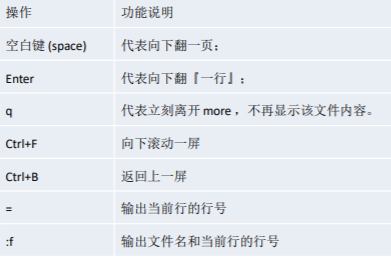 操作 功能说明
空白键 (space) 代表向下翻一页；
Enter 代表向下翻『一行』；
q 代表立刻离开 more ，不再显示该文件内容。
Ctrl+F 向下滚动一屏
Ctrl+B 返回上一屏
= 输出当前行的行号
:f 输出文件名和当前行的行号